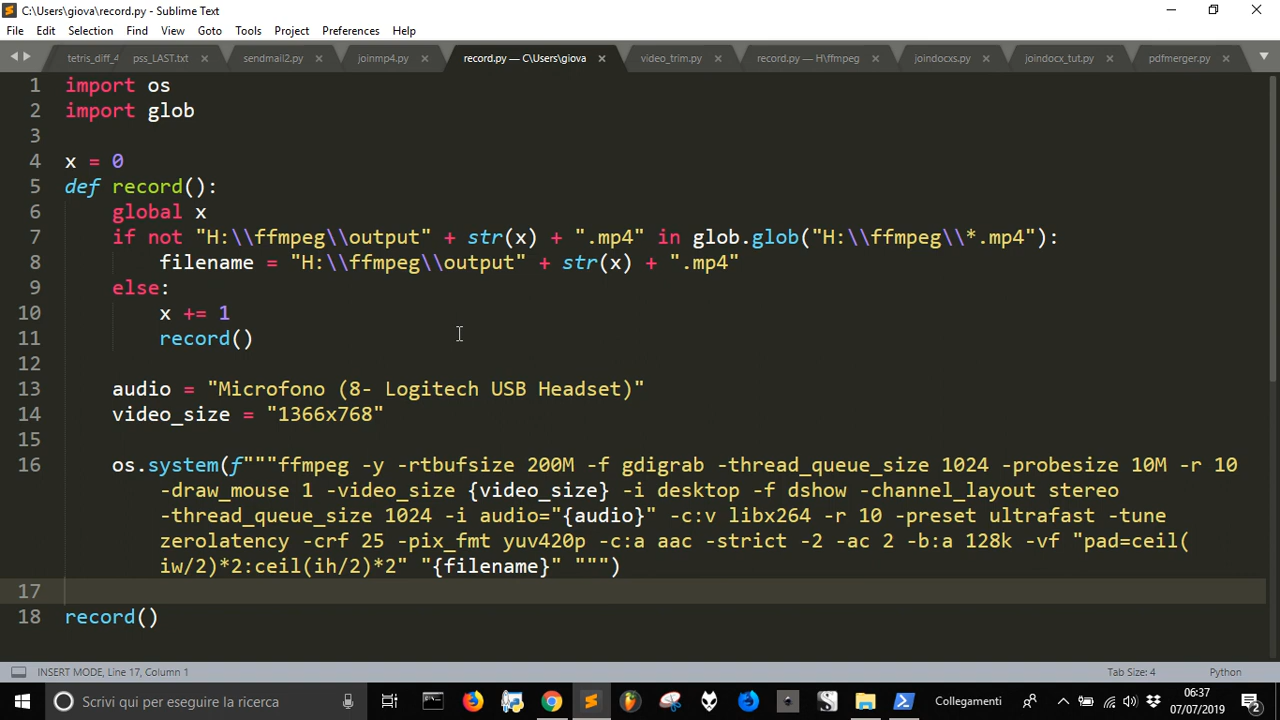 C:\Users\giova\record.py - Sublime Text
File Edit Selection Find View Goto Tools Project Preferences Help
tetris_diff_4 pss_LAST.txt sendmail2.py joinmp4.py record.py — C\Users\giova video_trim.py record.py — H\ffmpeg joindocxs.py joindocx_tut.py pdfmerger.py
1 import os
2 import glob
3
4 x = 0
5 def record():
6 global x
7 if not "H:\\ffmpeg\\output" + str(x) + ".mp4" in glob.glob("H:\\ffmpeg\\*.mp4"):
8 filename = "H:\\ffmpeg\\output" + str(x) + ".mp4"
9 else:
10 x += 1
11 record()
12
13 audio = "Microfono (8- Logitech USB Headset)"
14 video_size = "1366x768"
15
16 os.system(f"""ffmpeg -y -rtbufsize 200M -f gdigrab -thread_queue_size 1024 -probesize 10M -r 10
-draw_mouse 1 -video_size {video_size} -i desktop -f dshow -channel_layout stereo
-thread_queue_size 1024 -i audio="{audio}" -c:v libx264 -r 10 -preset ultrafast -tune
zerolatency -crf 25 -pix_fmt yuv420p -c:a aac -strict -2 -ac 2 -b:a 128k -vf "pad=ceil(
iw/2)*2:ceil(ih/2)*2" "{filename}" """)
17
18 record()
INSERT MODE, Line 17, Column 1 Tab Size: 4 Python
Scrivi qui per eseguire la ricerca Collegamenti 06:37
07/07/2019 2